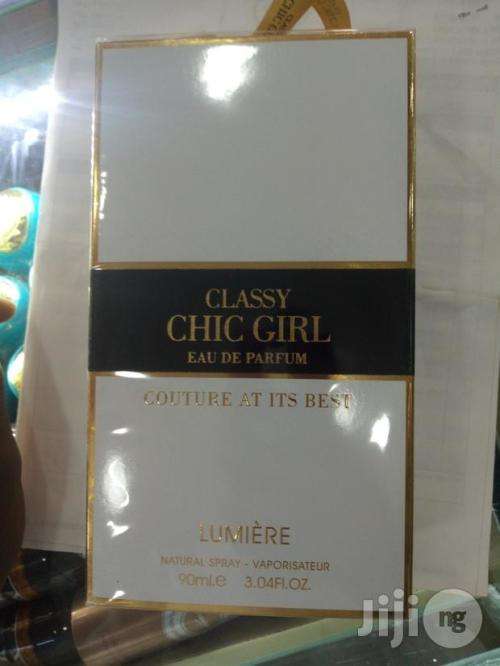 CLASSY
CHIC GIRL
EAU DE PARFUM
COUTURE AT ITS BEST
LUMIÈRE
NATURAL SPRAY - VAPORISATEUR
90ml.e 3.04FL.OZ.
Jiji ng